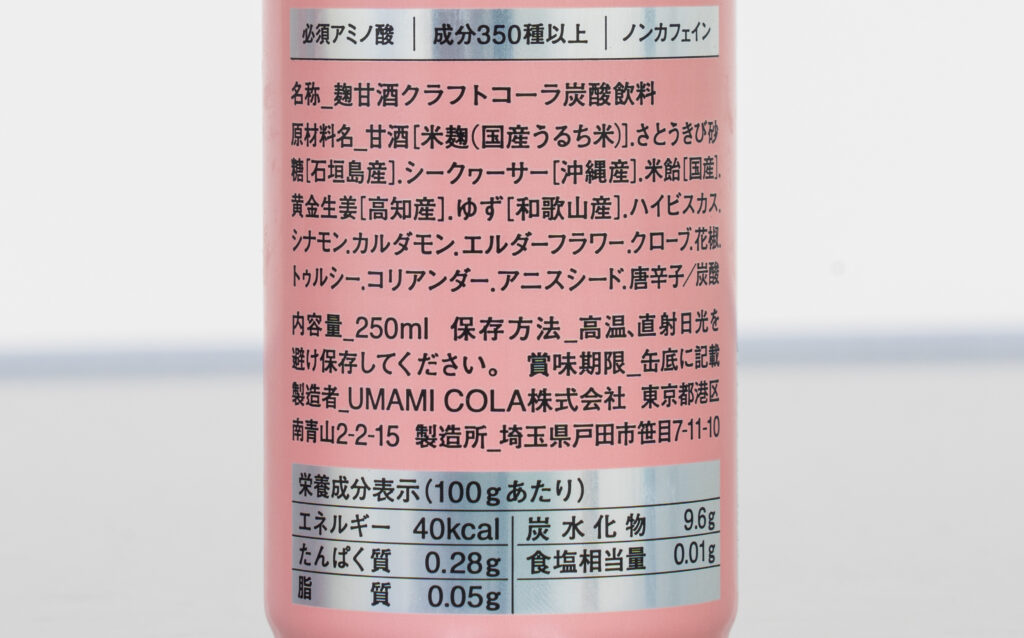 必須アミノ酸 | 成分350種以上 | ノンカフェイン
名称_麹甘酒クラフトコーラ炭酸飲料
原材料名_甘酒[米麹(国産うるち米)].さとうきび砂
糖[石垣島産].シークヮーサー[沖縄産].米飴[国産].
黄金生姜[高知産].ゆず[和歌山産].ハイビスカス.
シナモン.カルダモン.エルダーフラワー.クローブ.花椒.
トゥルシー.コリアンダー.アニスシード.唐辛子/炭酸
内容量_250ml 保存方法_高温、直射日光を
避け保存してください。 賞味期限_缶底に記載
製造者_UMAMI COLA株式会社 東京都港区
南青山2-2-15 製造所_埼玉県戸田市笹目7-11-10
栄養成分表示(100gあたり)
エネルギー 40kcal 炭水化物 9.6g
たんぱく質 0.28g 食塩相当量 0.01g
脂質 0.05g